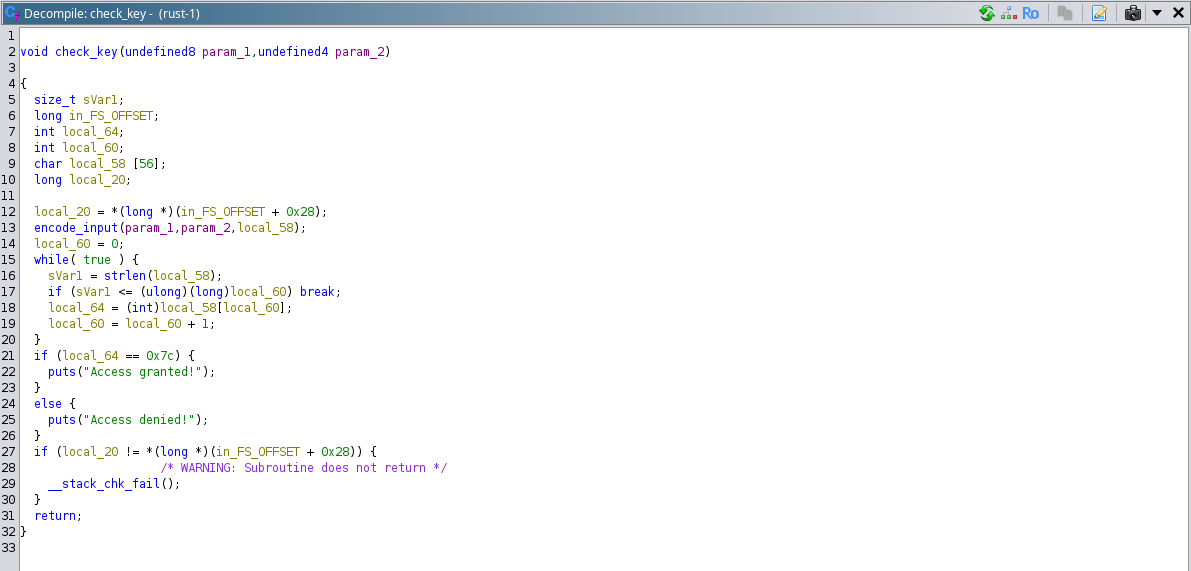 Decompile: check_key - (rust-1)
Ro
1
2 void check_key(undefined8 param_1,undefined4 param_2)
3
4 {
5 size_t sVar1;
6 long in_FS_OFFSET;
7 int local_64;
8 int local_60;
9 char local_58 [56];
10 long local_20;
11
12 local_20 = *(long *)(in_FS_OFFSET + 0x28);
13 encode_input(param_1,param_2,local_58);
14 local_60 = 0;
15 while( true ) {
16 sVar1 = strlen(local_58);
17 if (sVar1 <= (ulong)(long)local_60) break;
18 local_64 = (int)local_58[local_60];
19 local_60 = local_60 + 1;
20 }
21 if (local_64 == 0x7c) {
22 puts("Access granted!");
23 }
24 else {
25 puts("Access denied!");
26 }
27 if (local_20 != *(long *)(in_FS_OFFSET + 0x28)) {
28 /* WARNING: Subroutine does not return */
29 __stack_chk_fail();
30 }
31 return;
32 }
33